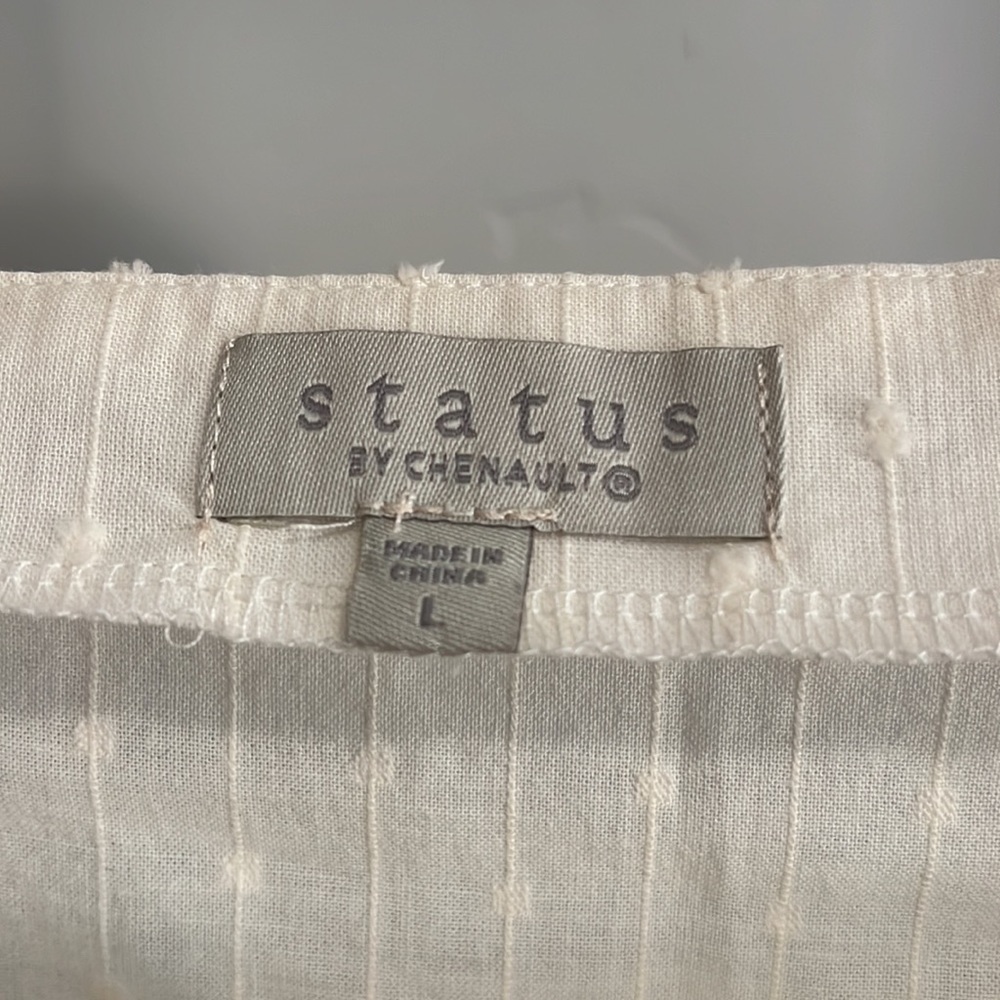 status
BY CHENAULT®
MADE IN
CHINA
L